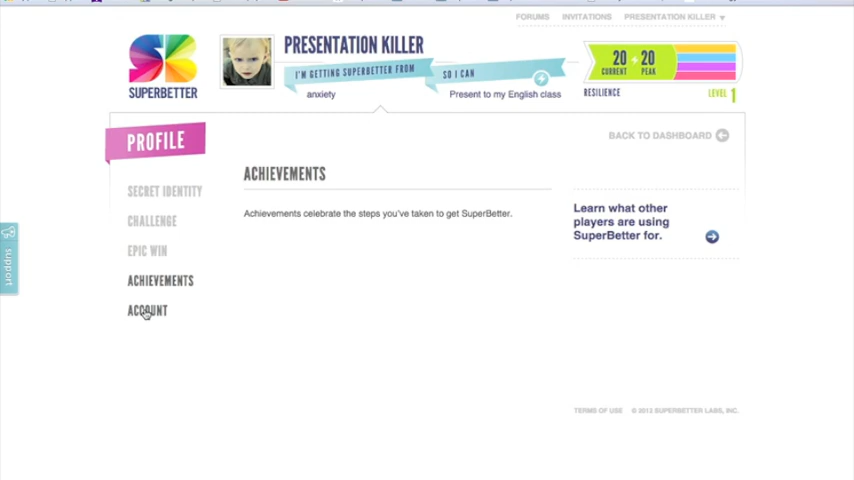 FORUMS INVITATIONS PRESENTATION KILLER
PRESENTATION KILLER
I'M GETTING SUPERBETTER FROM
SO I CAN
anxiety
Present to my English class
20 20
CURRENT PEAK
RESILIENCE LEVEL 1
SUPERBETTER
PROFILE
BACK TO DASHBOARD
SECRET IDENTITY
CHALLENGE
EPIC WIN
ACHIEVEMENTS
ACCOUNT
ACHIEVEMENTS
Achievements celebrate the steps you've taken to get SuperBetter.
Learn what other
players are using
SuperBetter for.
support
TERMS OF USE © 2012 SUPERBETTER LABS, INC.